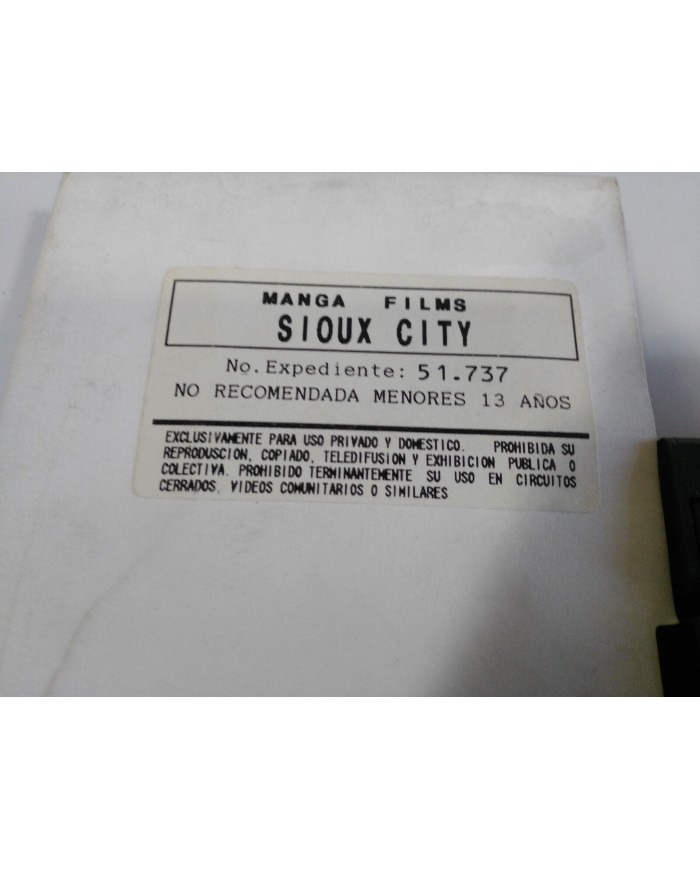 MANGA FILMS
SIOUX CITY
No. Expediente: 51.737
NO RECOMENDADA MENORES 13 AÑOS
EXCLUSIVAMENTE PARA USO PRIVADO Y DOMESTICO. PROHIBIDA SU
REPRODUSCION, COPIADO, TELEDIFUSION Y EXHIBICION PUBLICA O
COLECTIVA. PROHIBIDO TERMINANTEMENTE SU USO EN CIRCUITOS
CERRADOS, VIDEOS COMUNITARIOS O SIMILARES